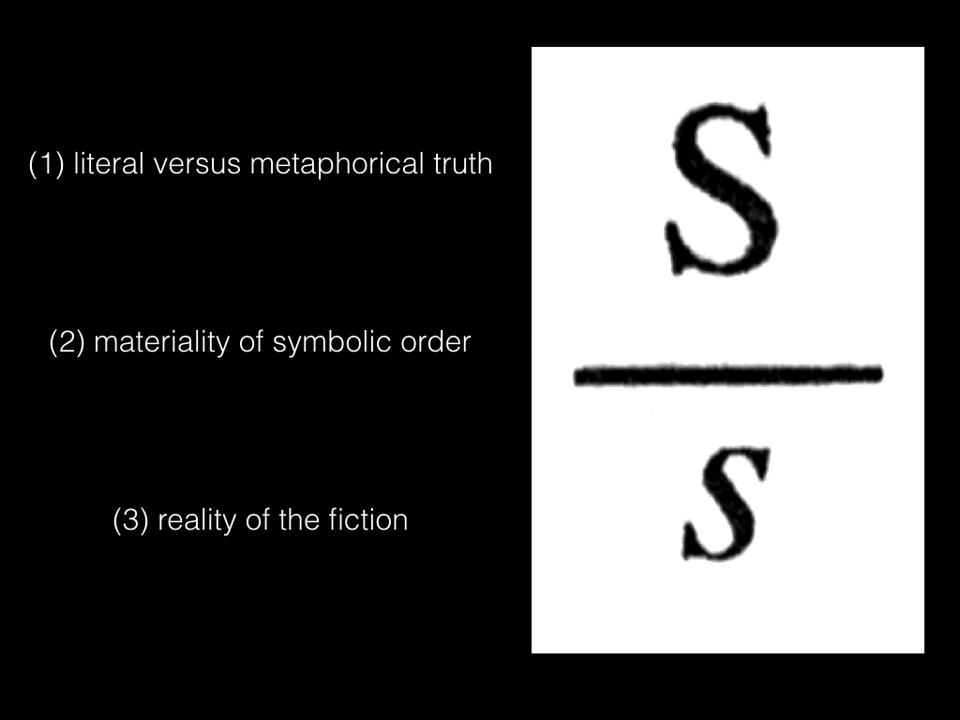 (1) literal versus metaphorical truth
(2) materiality of symbolic order
(3) reality of the fiction
S
s